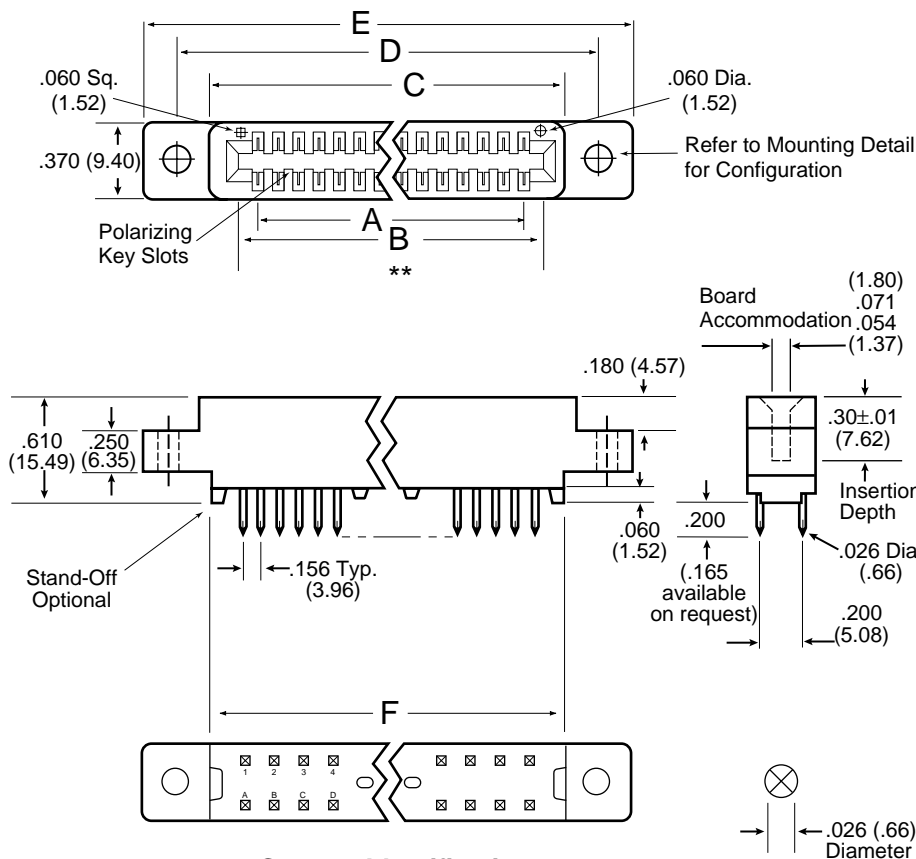 E
D
C
.060 Sq.
(1.52)
.060 Dia.
(1.52)
.370 (9.40)
Refer to Mounting Detail
for Configuration
Polarizing
Key Slots
A
B
**
Board
Accommodation
(1.80)
.071
.054
(1.37)
.180 (4.57)
.610
(15.49)
.250
(6.35)
.30±.01
(7.62)
Insertion
Depth
.060
(1.52)
.200
(.165
available
on request)
.026 Dia
(.66)
.200
(5.08)
Stand-Off
Optional
.156 Typ.
(3.96)
F
1 2 3 4
A B C D
.026 (.66)
Diameter